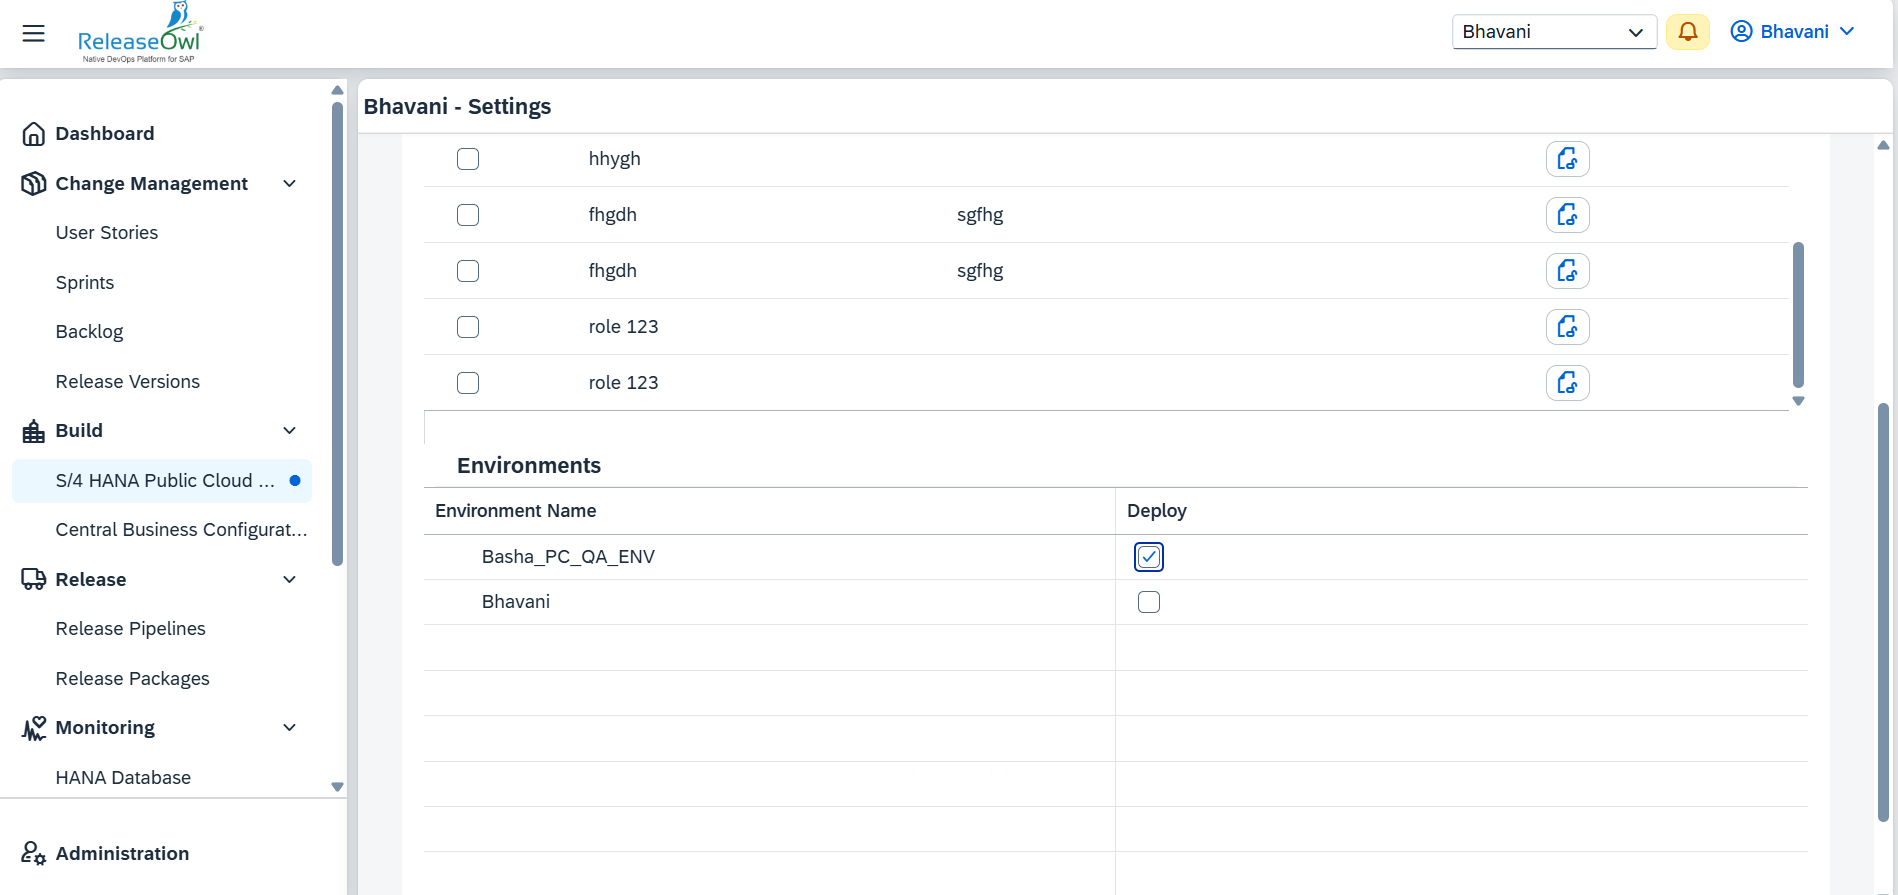 ReleaseOwl
Native DevOps Platform for SAP
Bhavani
Bhavani
Dashboard
Change Management
User Stories
Sprints
Backlog
Release Versions
Build
S/4 HANA Public Cloud ...
Central Business Configurat...
Release
Release Pipelines
Release Packages
Monitoring
HANA Database
Administration
Bhavani - Settings
hhygh
fhgdh sgfhg
fhgdh sgfhg
role 123
role 123
Environments
Environment Name Deploy
Basha_PC_QA_ENV
Bhavani